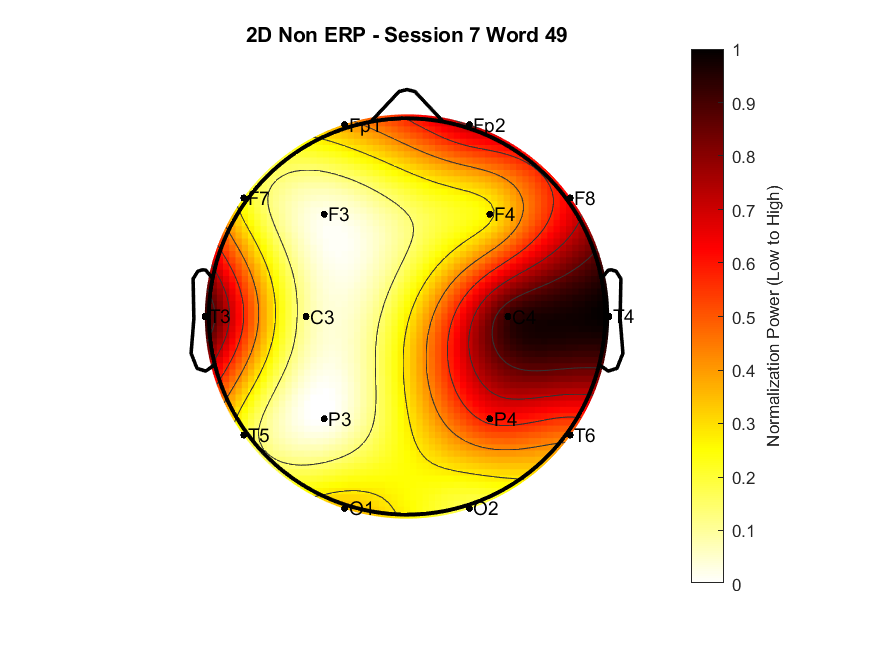 2D Non ERP - Session 7 Word 49
Fp1 Fp2
F7 F8
F3 F4
T3 C3 C4 T4
P3 P4
T5 T6
O1 O2
1
0.9
0.8
0.7
0.6
0.5
0.4
0.3
0.2
0.1
0
Normalization Power (Low to High)